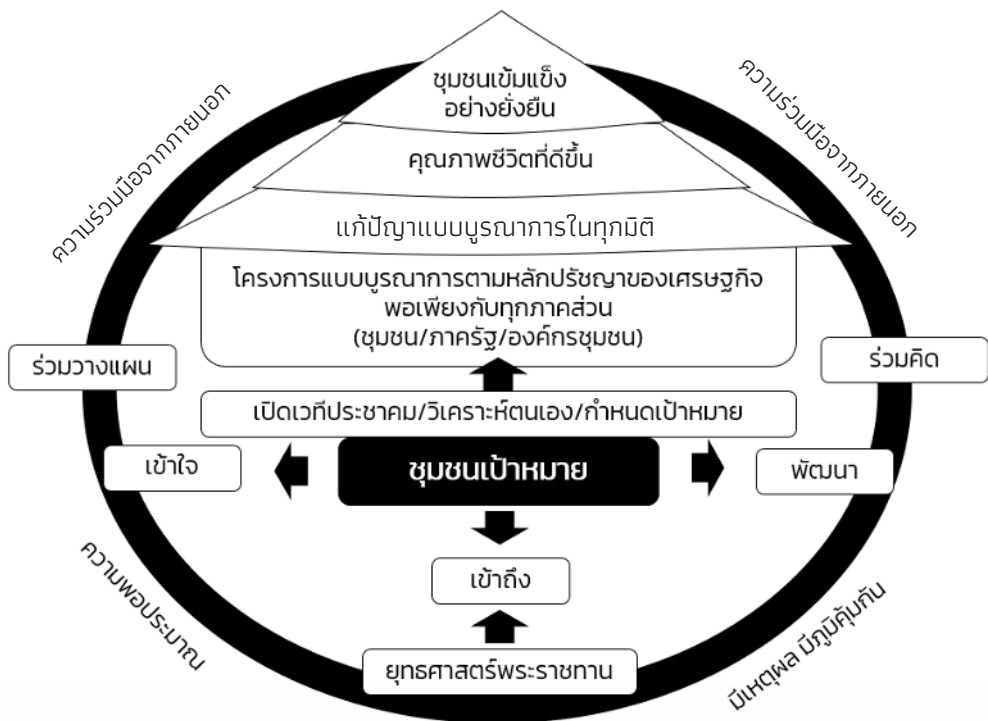 ชุมชนเข้มแข็ง
อย่างยั่งยืน
ความร่วมมือจากภายนอก
ความร่วมมือจากภายนอก
คุณภาพชีวิตที่ดีขึ้น
แก้ปัญาแบบบูรณาการในทุกมิติ
โครงการแบบบูรณาการตามหลักปรัชญาของเศรษฐกิจ
พอเพียงกับทุกภาคส่วน
(ชุมชน/ภาครัฐ/องค์กรชุมชน)
ร่วมวางแผน
ร่วมคิด
เปิดเวทีประชาคม/วิเคราะห์ตนเอง/กำหนดเป้าหมาย
เข้าใจ
ชุมชนเป้าหมาย
พัฒนา
เข้าถึง
ความพอประมาณ
มีเหตุผล มีภูมิคุ้มกัน
ยุทธศาสตร์พระราชทาน